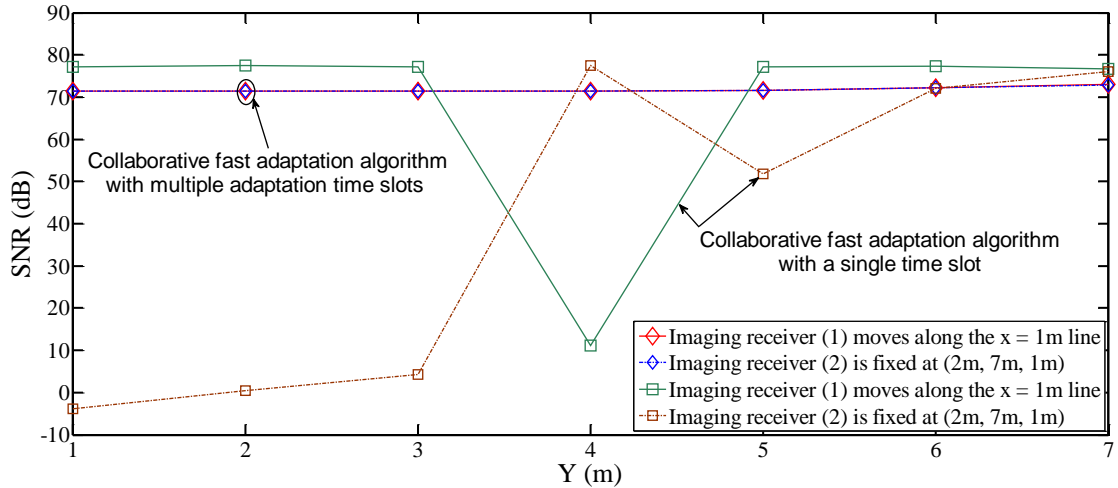 90
80
70
60
50
40
30
20
10
0
-10
SNR (dB)
Collaborative fast adaptation algorithm
with multiple adaptation time slots
Collaborative fast adaptation algorithm
with a single time slot
Imaging receiver (1) moves along the x = 1m line
Imaging receiver (2) is fixed at (2m, 7m, 1m)
Imaging receiver (1) moves along the x = 1m line
Imaging receiver (2) is fixed at (2m, 7m, 1m)
1 2 3 4 5 6 7
Y (m)